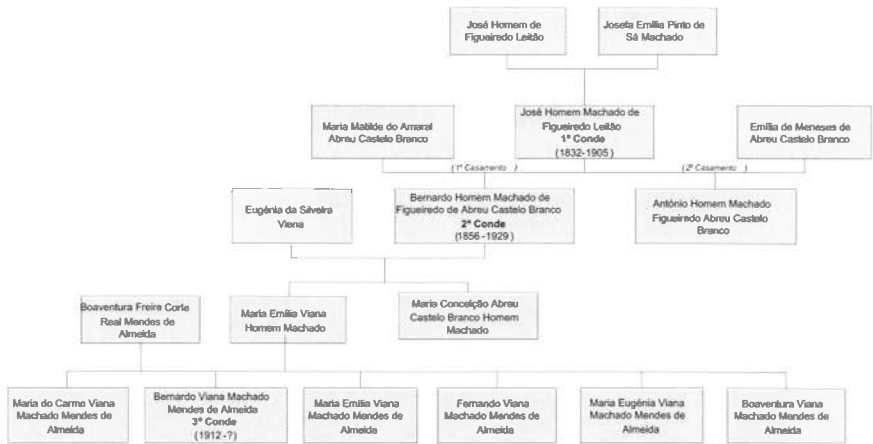 José Homem de
Figueiredo Leitão
Josefa Emília Pinto de
Sá Machado
Maria Matilde do Amaral
Abreu Castelo Branco
José Homem Machado de
Figueiredo Leitão
1º Conde
(1832-1905)
Emília de Meneses de
Abreu Castelo Branco
(1º Casamento )
(2º Casamento )
Eugénia da Silveira
Viena
Bernardo Homem Machado de
Figueiredo de Abreu Castelo Branco
2º Conde
(1856-1929)
António Homem Machado
Figueiredo Abreu Castelo
Branco
Boaventura Freire Corte
Real Mendes de
Almeida
Maria Emília Viana
Homem Machado
Maria Conceição Abreu
Castelo Branco Homem
Machado
Maria do Carmo Viana
Machado Mendes de
Almeida
Bernardo Viana Machado
Mendes de Almeida
3º Conde
(1912-?)
Maria Emília Viana
Machado Mendes de
Almeida
Fernando Viana
Machado Mendes de
Almeida
Maria Eugénia Viana
Machado Mendes de
Almeida
Boaventura Viana
Machado Mendes de
Almeida